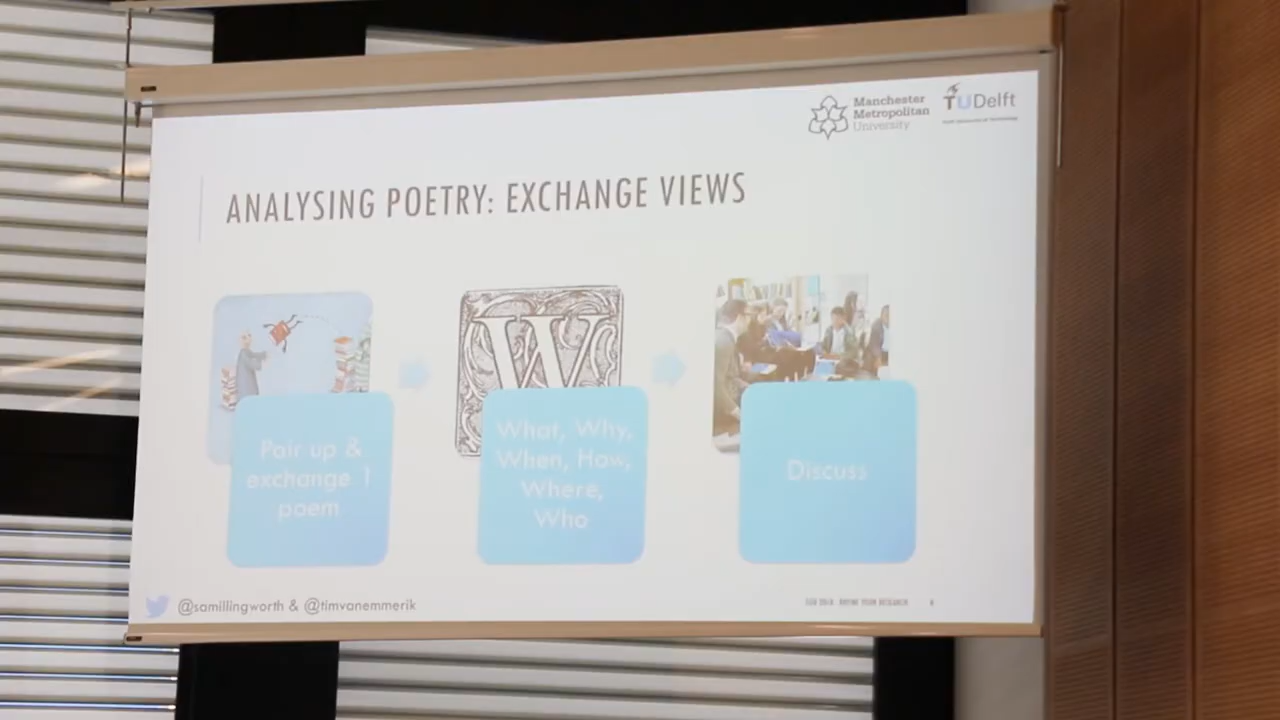 Manchester
Metropolitan
University
TUDelft
ANALYSING POETRY: EXCHANGE VIEWS
W
Pair up &
exchange 1
poem
What, Why,
When, How,
Where,
Who
Discuss
@samillingworth & @timvanemmerik